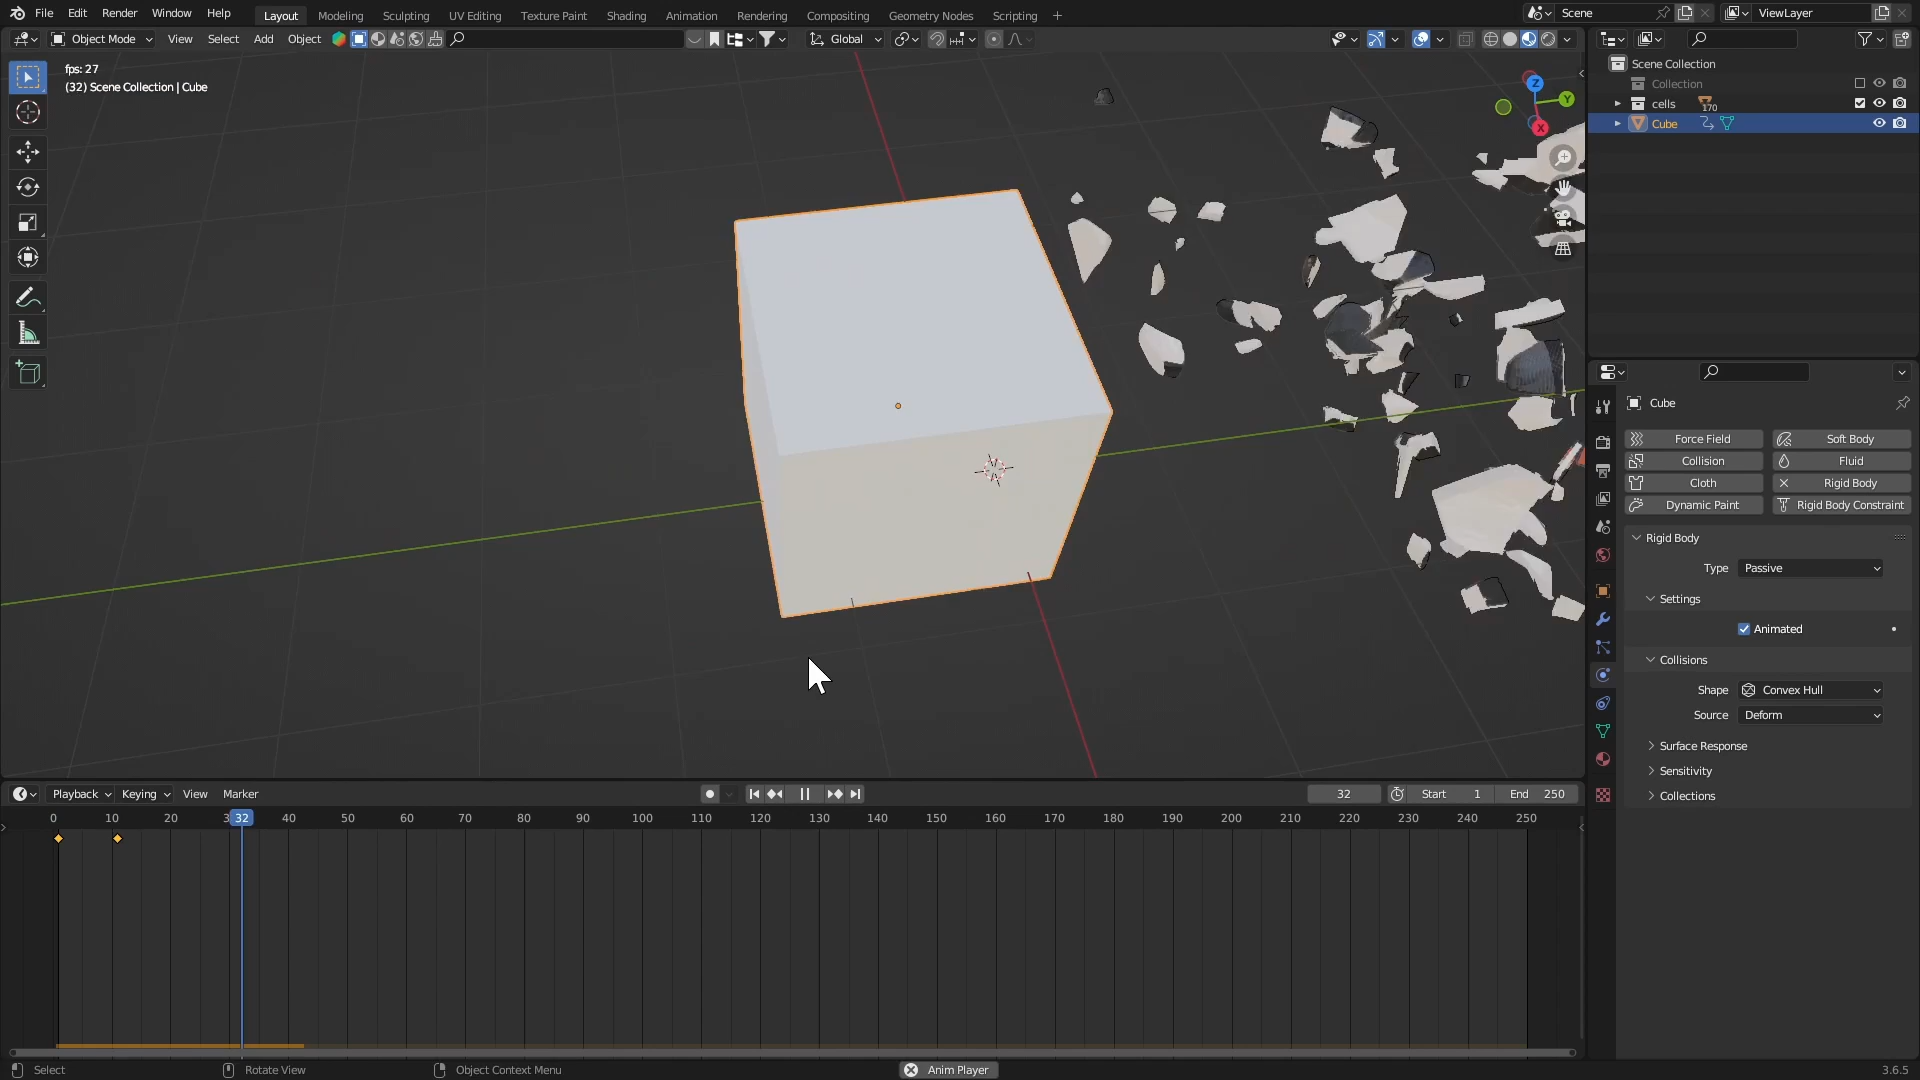 File Edit Render Window Help Layout Modeling Sculpting UV Editing Texture Paint Shading Animation Rendering Compositing Geometry Nodes Scripting + Scene ViewLayer
Object Mode View Select Add Object Global
fps: 27
(32) Scene Collection | Cube
Z
Y
X
Scene Collection
Collection
cells 170
Cube
Cube
Force Field Soft Body
Collision Fluid
Cloth Rigid Body
Dynamic Paint Rigid Body Constraint
Rigid Body
Type Passive
Settings
Animated
Collisions
Shape Convex Hull
Source Deform
Surface Response
Sensitivity
Collections
Playback Keying View Marker 32 Start 1 End 250
0 10 20 3 32 40 50 60 70 80 90 100 110 120 130 140 150 160 170 180 190 200 210 220 230 240 250
Select Rotate View Object Context Menu Anim Player 3.6.5